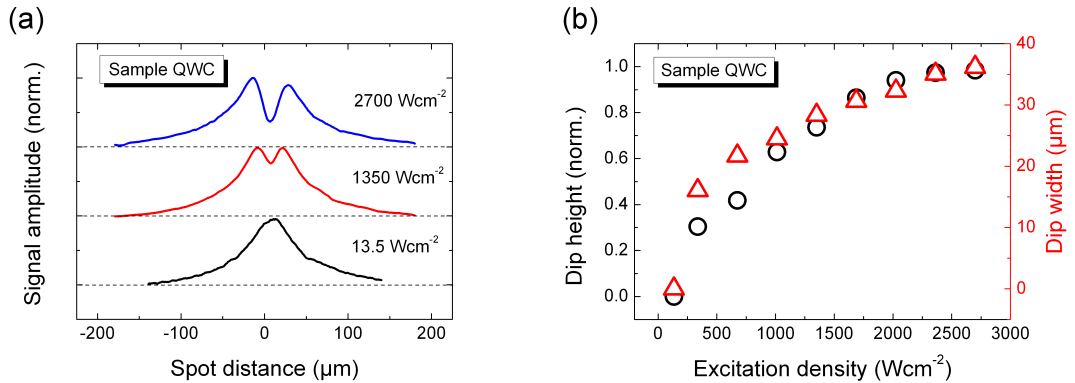 (a)
Sample QWC
2700 Wcm-2
1350 Wcm-2
13.5 Wcm-2
Signal amplitude (norm.)
-200 -100 0 100 200
Spot distance (μm)
(b)
Sample QWC
1.0
0.8
0.6
0.4
0.2
0.0
Dip height (norm.)
40
30
20
10
0
Dip width (μm)
0 500 1000 1500 2000 2500 3000
Excitation density (Wcm-2)